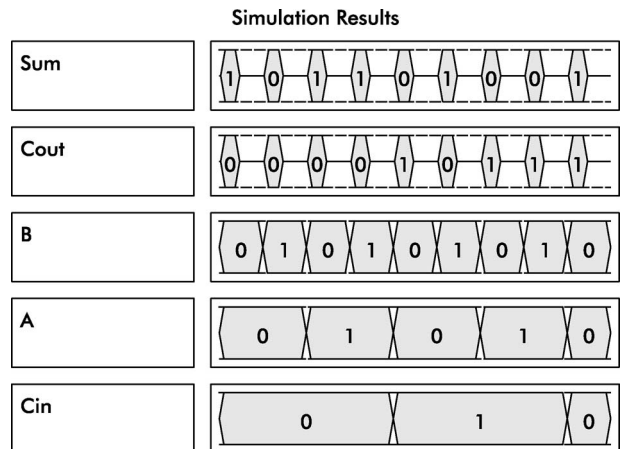 Simulation Results
Sum 1 0 1 1 0 1 0 0 1
Cout 0 0 0 0 1 0 1 1 1
B 0 1 0 1 0 1 0 1 0
A 0 1 0 1 0
Cin 0 1 0